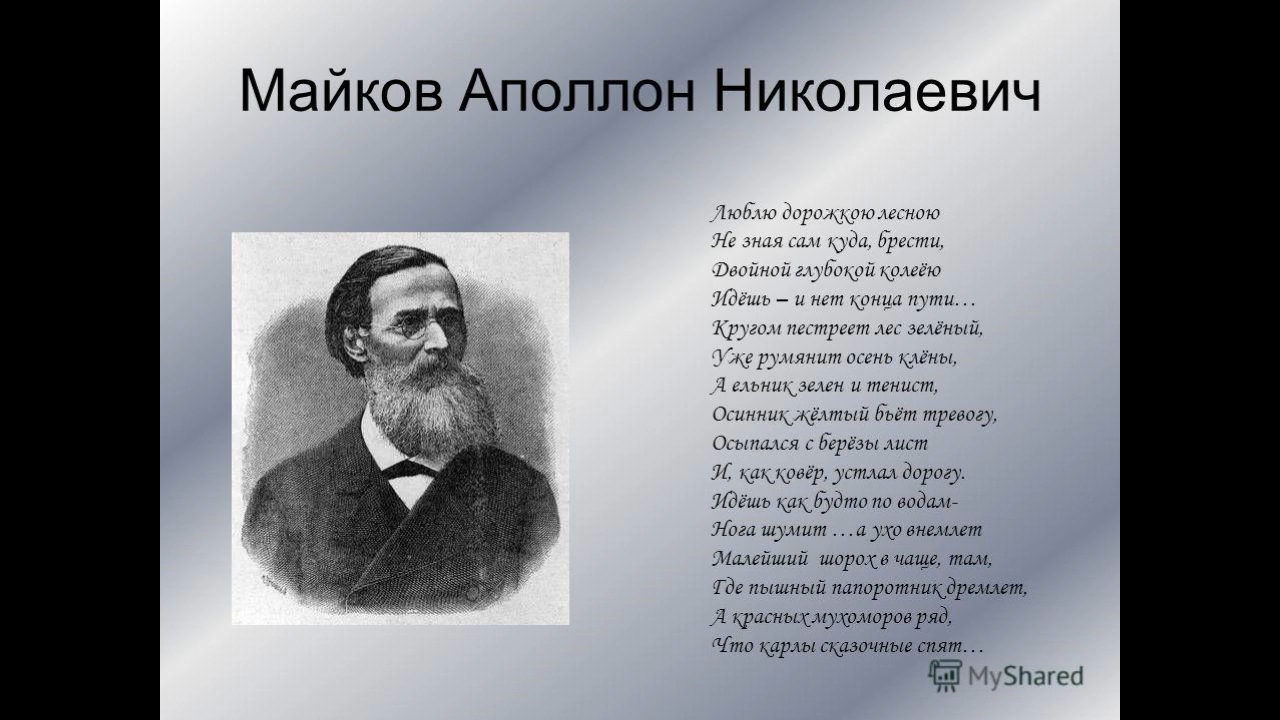 Майков Аполлон Николаевич
Люблю дорожкою лесною
Не зная сам куда, брести,
Двойной глубокой колеёю
Идёшь – и нет конца пути…
Кругом пестреет лес зелёный,
Уже румянит осень клёны,
А ельник зелен и тенист,
Осинник жёлтый бьёт тревогу,
Осыпался с берёзы лист
И, как ковёр, устлал дорогу.
Идёшь как будто по водам-
Нога шумит …а ухо внемлет
Малейший шорох в чаще, там,
Где пышный папоротник дремлет,
А красных мухоморов ряд,
Что карлы сказочные спят…
MyShared